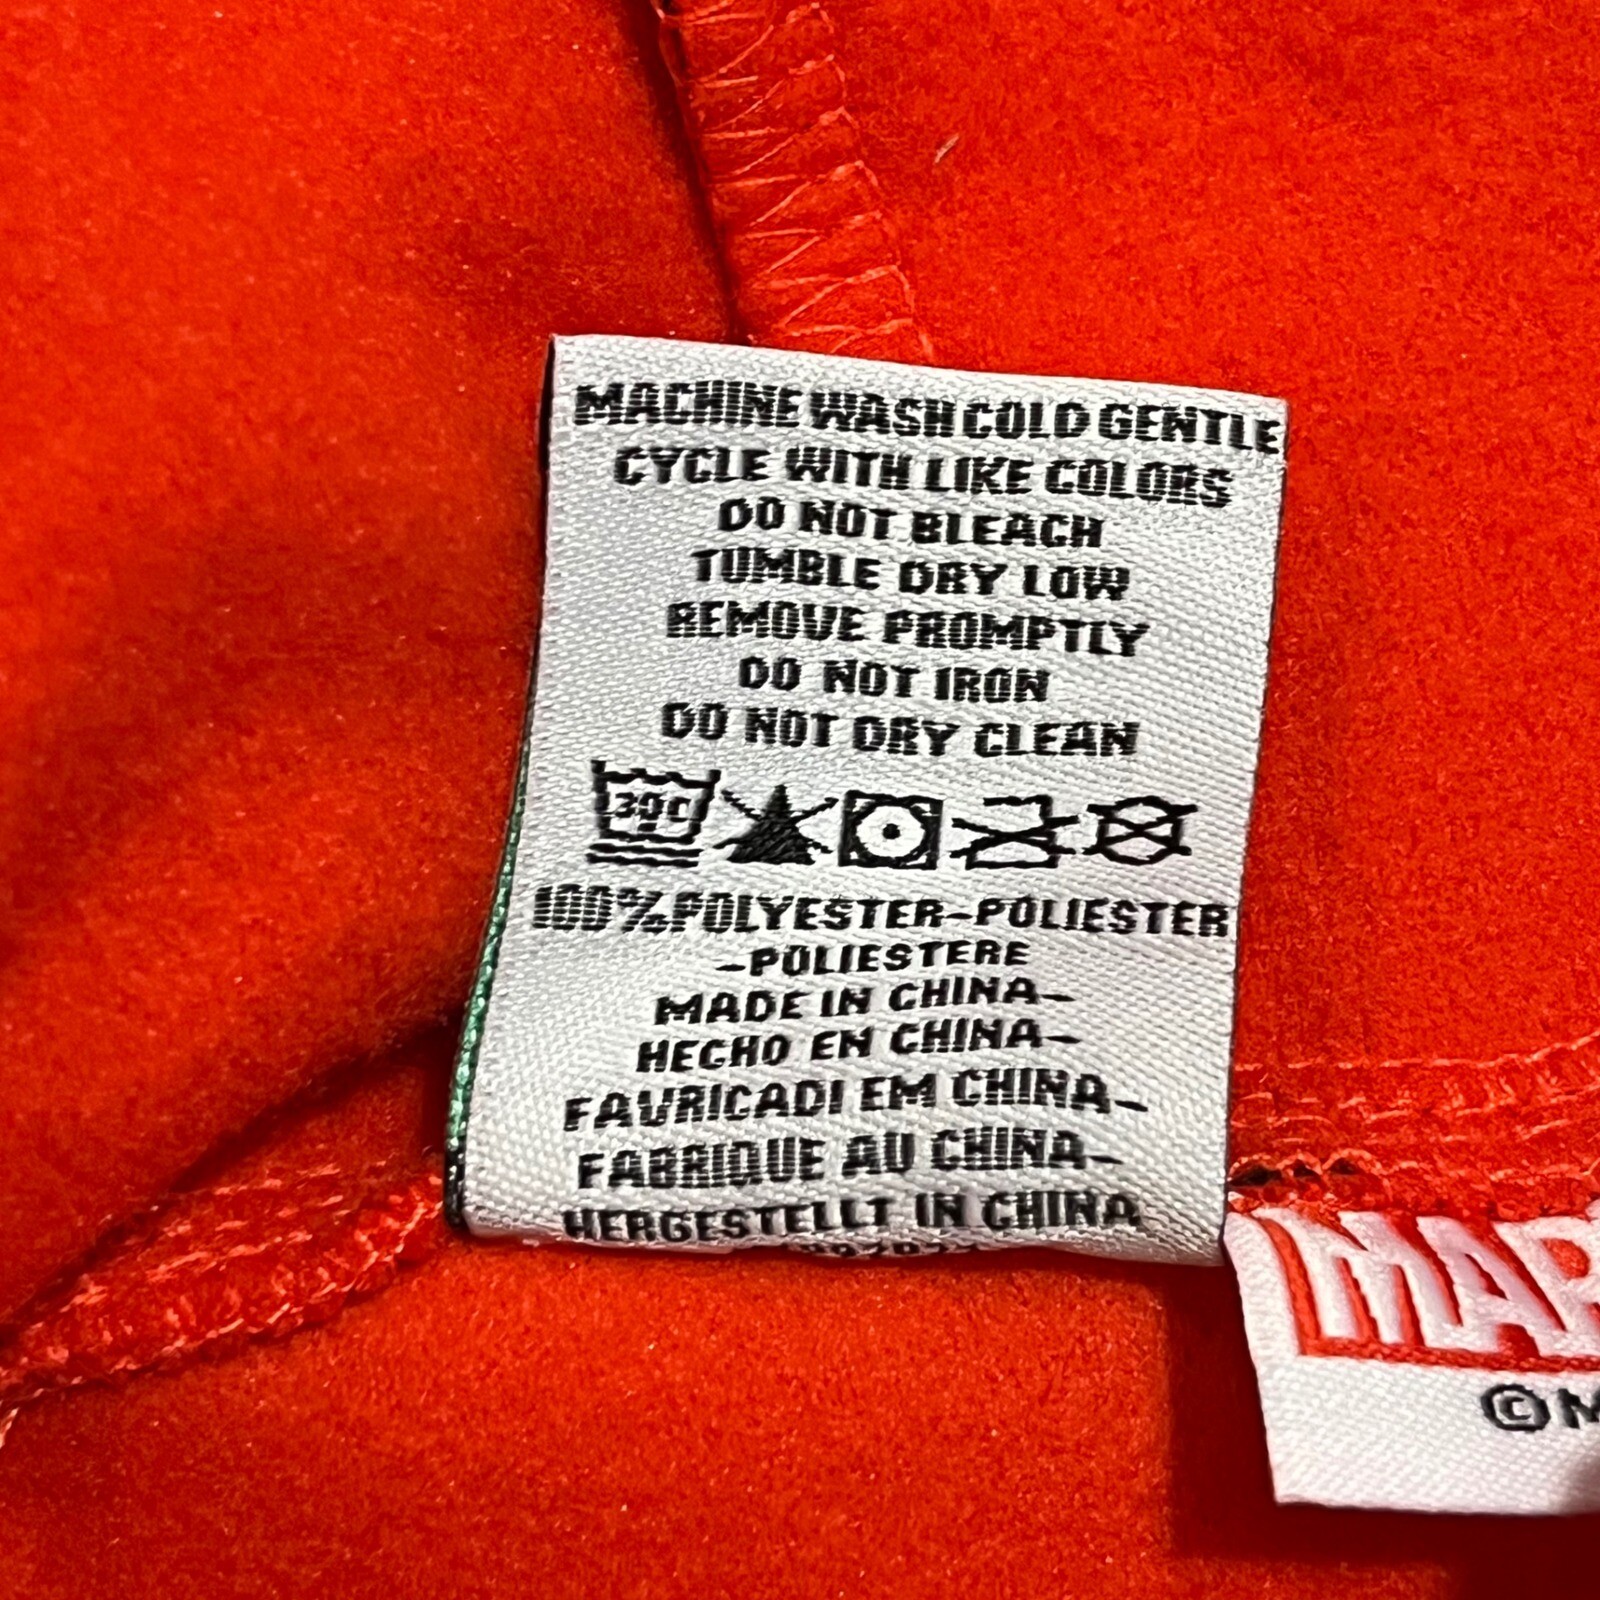 MACHINE WASH COLD GENTLE
CYCLE WITH LIKE COLORS
DO NOT BLEACH
TUMBLE DRY LOW
REMOVE PROMPTLY
DO NOT IRON
DO NOT DRY CLEAN
30C
100% POLYESTER-POLIESTER
-POLIESTERE
MADE IN CHINA-
HECHO EN CHINA-
FAVRICADI EM CHINA-
FABRIQUE AU CHINA-
HERGESTELLT IN CHINA
MAR
© M